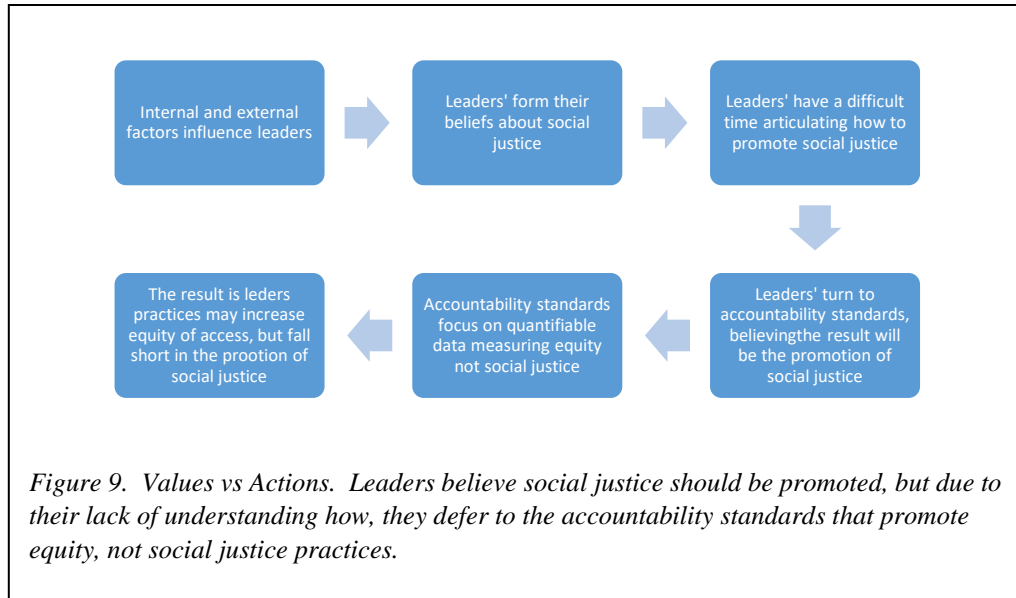 Internal and external
factors influence leaders
Leaders' form their
beliefs about social
justice
Leaders' have a difficult
time articulating how to
promote social justice
Leaders' turn to
accountability standards,
believingthe result will
be the promotion of
social justice
Accountability standards
focus on quantifiable
data measuring equity
not social justice
The result is leders
practices may increase
equity of access, but fall
short in the prootion of
social justice
Figure 9. Values vs Actions. Leaders believe social justice should be promoted, but due to
their lack of understanding how, they defer to the accountability standards that promote
equity, not social justice practices.